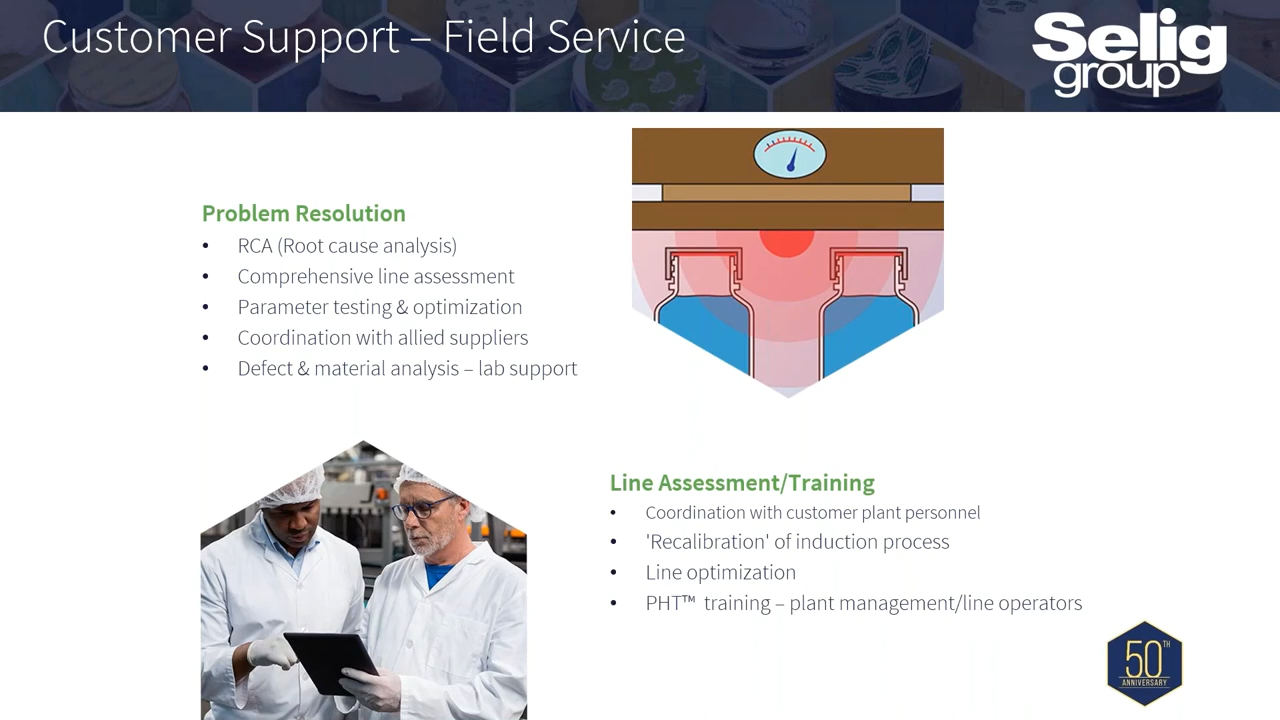 Customer Support – Field Service
Selig
group
Problem Resolution
• RCA (Root cause analysis)
• Comprehensive line assessment
• Parameter testing & optimization
• Coordination with allied suppliers
• Defect & material analysis – lab support
Line Assessment/Training
• Coordination with customer plant personnel
• 'Recalibration' of induction process
• Line optimization
• PHT™ training – plant management/line operators
50TH
ANNIVERSARY